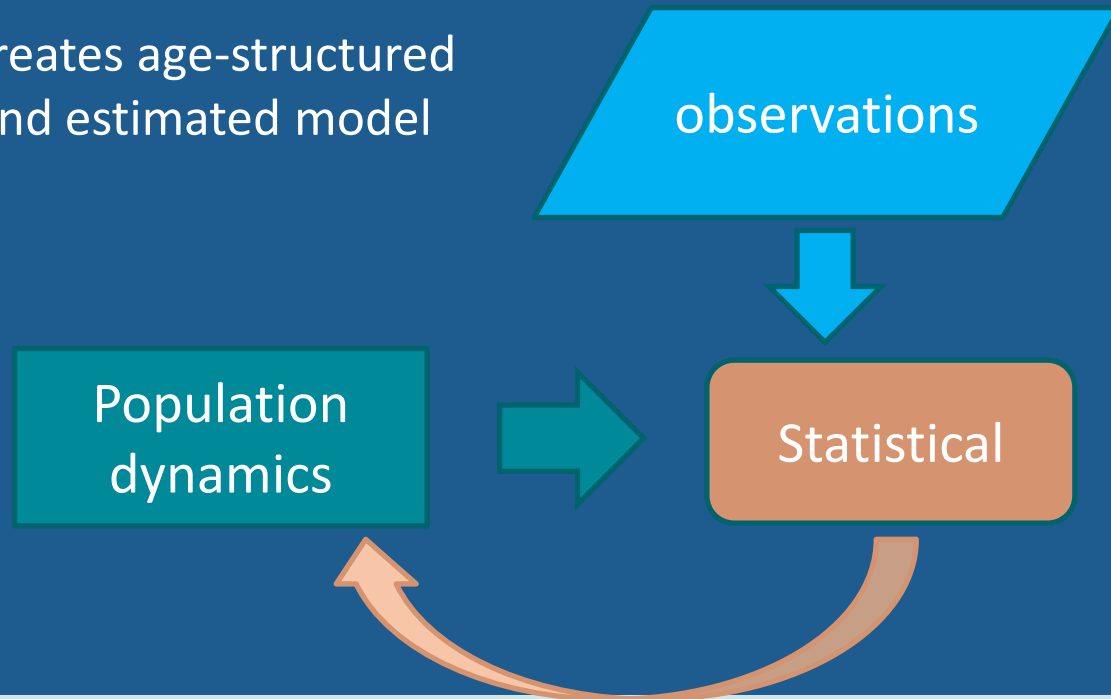 reates age-structured
nd estimated model
observations
Population
dynamics
Statistical